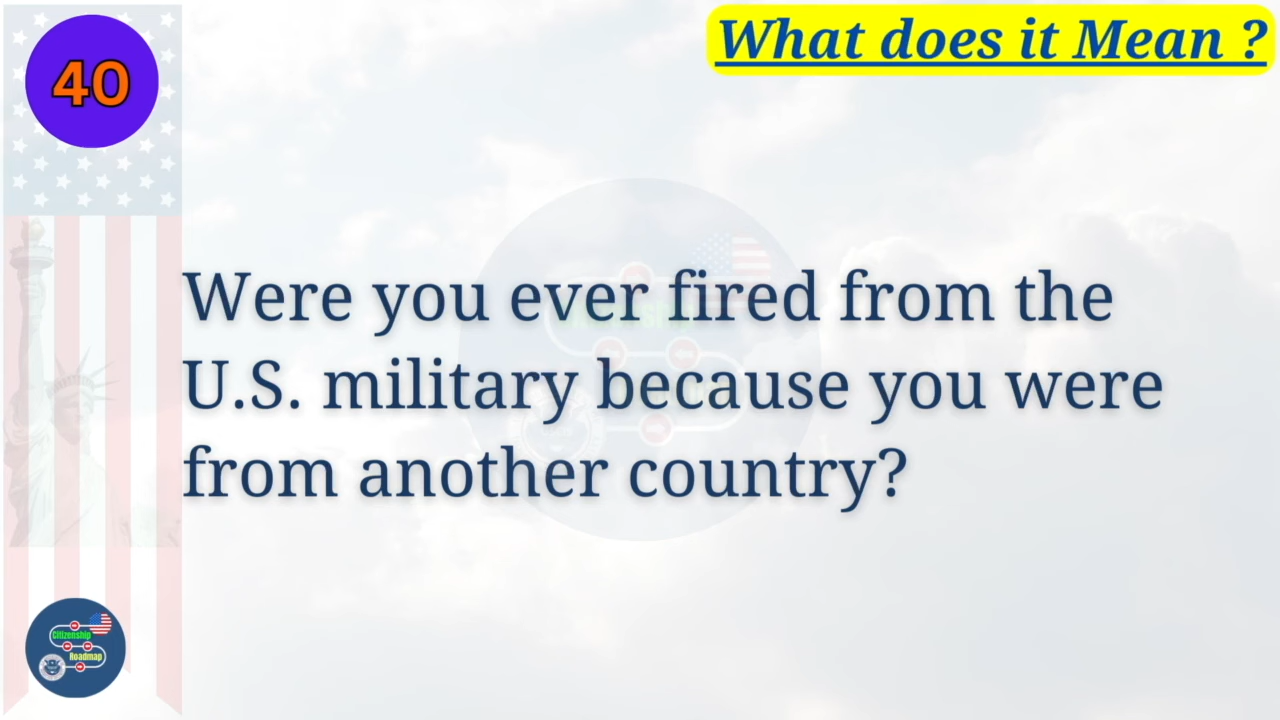 40
What does it Mean ?
Were you ever fired from the
U.S. military because you were
from another country?
Citizenship
Roadmap